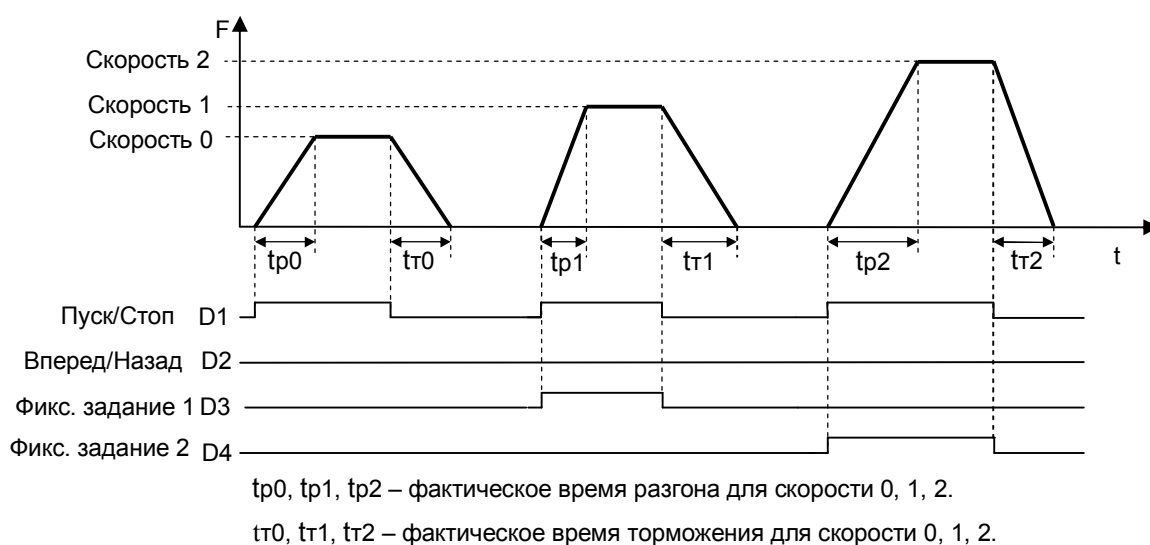 F
Скорость 2
Скорость 1
Скорость 0
tр0
tт0
tр1
tт1
tр2
tт2
t
Пуск/Стоп D1
Вперед/Назад D2
Фикс. задание 1 D3
Фикс. задание 2 D4
tр0, tр1, tр2 – фактическое время разгона для скорости 0, 1, 2.
tт0, tт1, tт2 – фактическое время торможения для скорости 0, 1, 2.